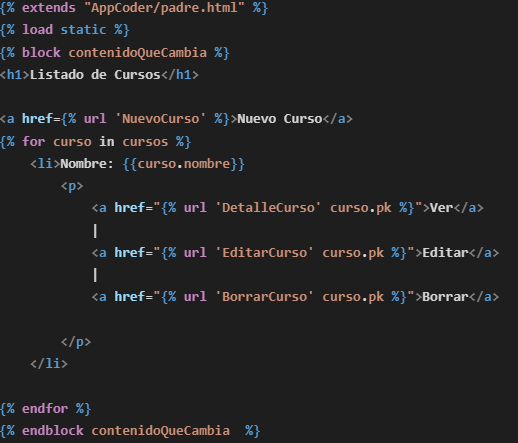 {% extends "AppCoder/padre.html" %}
{% load static %}
{% block contenidoQueCambia %}
<h1>Listado de Cursos</h1>
<a href={% url 'NuevoCurso' %}>Nuevo Curso</a>
{% for curso in cursos %}
<li>Nombre: {{curso.nombre}}
<p>
<a href="{% url 'DetalleCurso' curso.pk %}">Ver</a>
|
<a href="{% url 'EditarCurso' curso.pk %}">Editar</a>
|
<a href="{% url 'BorrarCurso' curso.pk %}">Borrar</a>
</p>
</li>
{% endfor %}
{% endblock contenidoQueCambia  %}